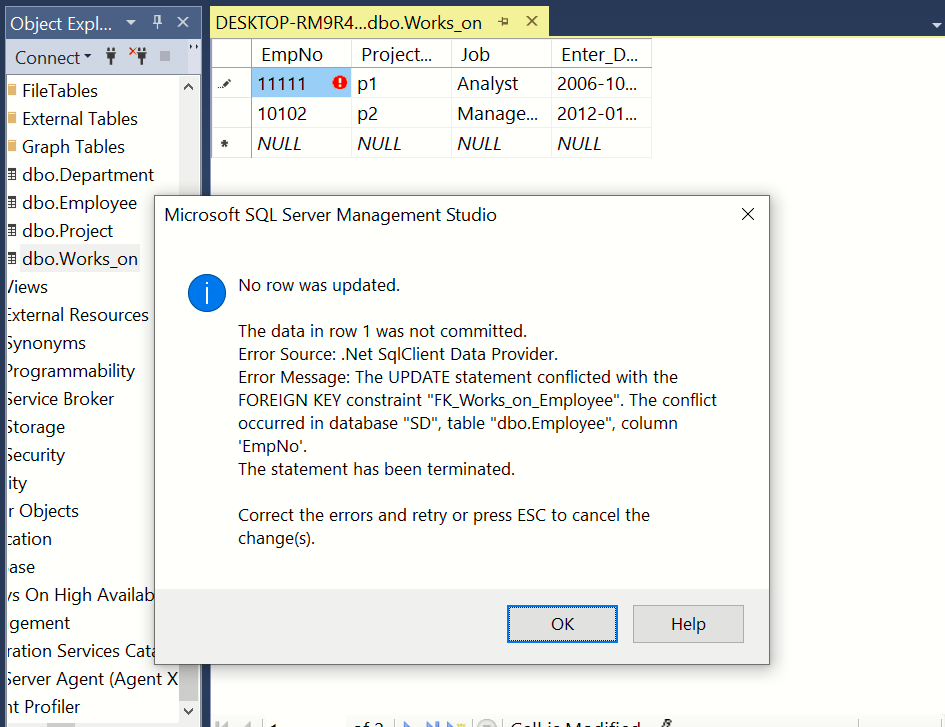 Object Expl...
DESKTOP-RM9R4...dbo.Works_on
Connect
FileTables
External Tables
Graph Tables
dbo.Department
dbo.Employee
dbo.Project
dbo.Works_on
Views
External Resources
Synonyms
Programmability
Service Broker
Storage
Security
ity
r Objects
cation
base
ys On High Availab
gement
ration Services Cata
Server Agent (Agent X
nt Profiler
EmpNo Project... Job Enter_D...
11111 p1 Analyst 2006-10...
10102 p2 Manage... 2012-01...
* NULL NULL NULL NULL
Microsoft SQL Server Management Studio
No row was updated.
The data in row 1 was not committed.
Error Source: .Net SqlClient Data Provider.
Error Message: The UPDATE statement conflicted with the
FOREIGN KEY constraint "FK_Works_on_Employee". The conflict
occurred in database "SD", table "dbo.Employee", column
'EmpNo'.
The statement has been terminated.
Correct the errors and retry or press ESC to cancel the
change(s).
OK Help
of 2 Cell is Modified.